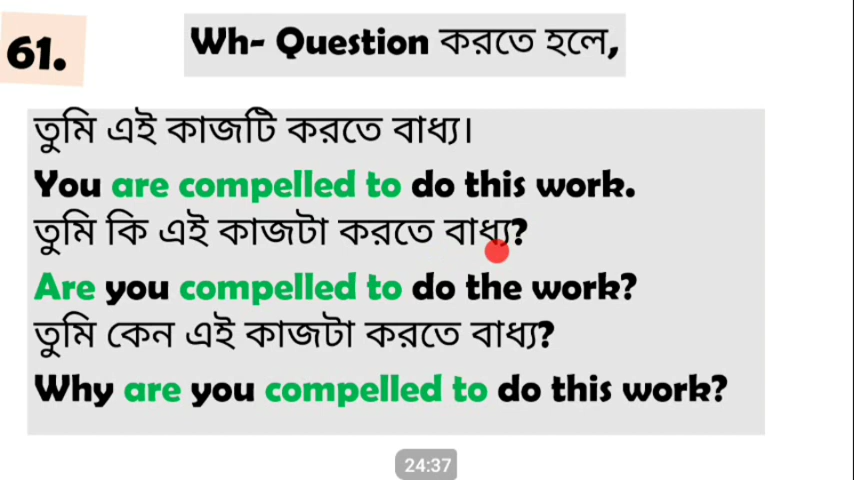 61.
Wh- Question করতে হলে,
তুমি এই কাজটি করতে বাধ্য।
You are compelled to do this work.
তুমি কি এই কাজটা করতে বাধ্য?
Are you compelled to do the work?
তুমি কেন এই কাজটা করতে বাধ্য?
Why are you compelled to do this work?
24:37